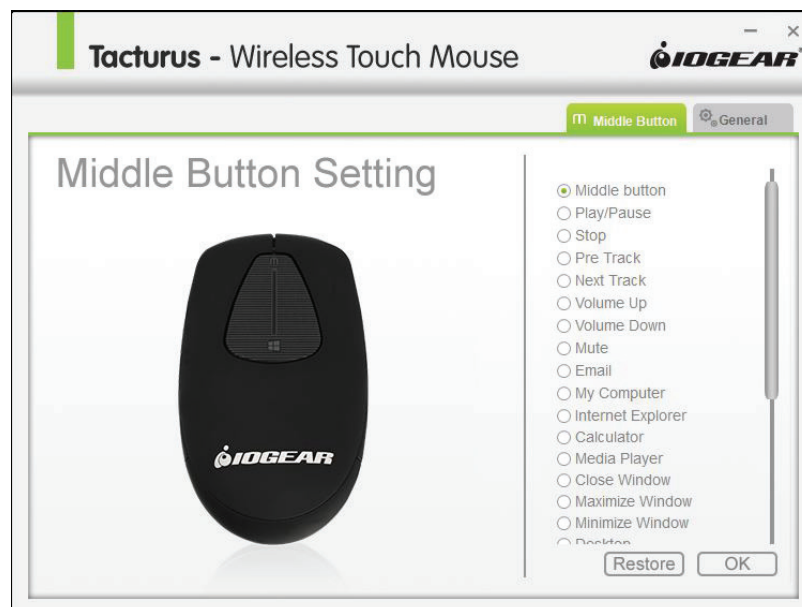 Tacturus - Wireless Touch Mouse
IOGEAR
m Middle Button
General
Middle Button Setting
m
IOGEAR
Middle button
Play/Pause
Stop
Pre Track
Next Track
Volume Up
Volume Down
Mute
Email
My Computer
Internet Explorer
Calculator
Media Player
Close Window
Maximize Window
Minimize Window
Desktop
Restore
OK